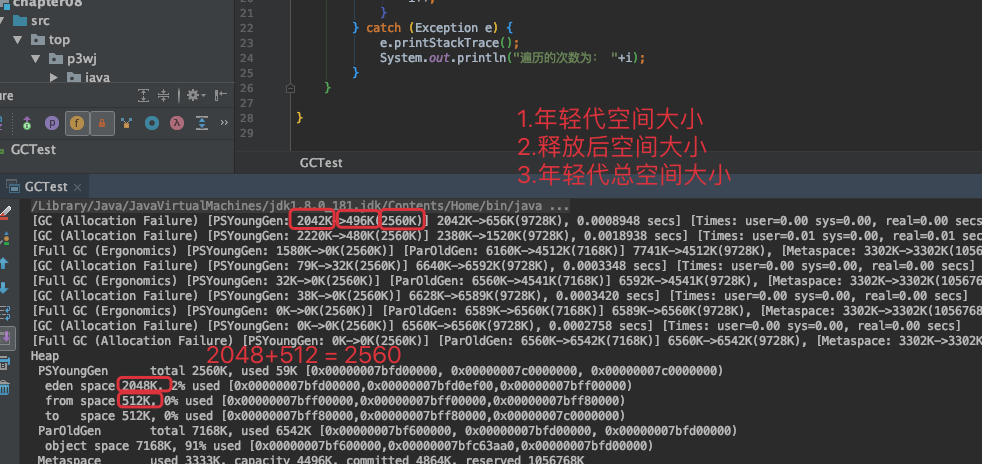 chapter08
src
top
p3wj
java
GCTest
20
21
22
23
24
25
26
27
28
29
i++;
}
} catch (Exception e) {
e.printStackTrace();
System.out.println("遍历的次数为： "+i);
}
}
}
1.年轻代空间大小
2.释放后空间大小
3.年轻代总空间大小
GCTest
GCTest ×
/Library/Java/JavaVirtualMachines/jdk1.8.0_181.jdk/Contents/Home/bin/java ...
[GC (Allocation Failure) [PSYoungGen: 2042K->496K(2560K)] 2042K->656K(9728K), 0.0008948 secs] [Times: user=0.00 sys=0.00, real=0.00 sec
[GC (Allocation Failure) [PSYoungGen: 2220K->480K(2560K)] 2380K->1520K(9728K), 0.0018938 secs] [Times: user=0.01 sys=0.00, real=0.01 sec
[Full GC (Ergonomics) [PSYoungGen: 1580K->0K(2560K)] [ParOldGen: 6160K->4512K(7168K)] 7741K->4512K(9728K), [Metaspace: 3302K->3302K(1056
[GC (Allocation Failure) [PSYoungGen: 79K->32K(2560K)] 6640K->6592K(9728K), 0.0003348 secs] [Times: user=0.00 sys=0.00, real=0.00 secs]
[Full GC (Ergonomics) [PSYoungGen: 32K->0K(2560K)] [ParOldGen: 6560K->4541K(7168K)] 6592K->4541K(9728K), [Metaspace: 3302K->3302K(105676
[GC (Allocation Failure) [PSYoungGen: 38K->0K(2560K)] 6628K->6589K(9728K), 0.0003420 secs] [Times: user=0.00 sys=0.00, real=0.00 secs]
[Full GC (Ergonomics) [PSYoungGen: 0K->0K(2560K)] [ParOldGen: 6589K->6560K(7168K)] 6589K->6560K(9728K), [Metaspace: 3302K->3302K(1056768
[GC (Allocation Failure) [PSYoungGen: 0K->0K(2560K)] 6560K->6560K(9728K), 0.0002758 secs] [Times: user=0.00 sys=0.00, real=0.00 secs]
[Full GC (Allocation Failure) [PSYoungGen: 0K->0K(2560K)] [ParOldGen: 6560K->6542K(7168K)] 6560K->6542K(9728K), [Metaspace: 3302K->3302K
Heap
2048+512 = 2560
PSYoungGen total 2560K, used 59K [0x00000007bfd00000, 0x00000007c0000000, 0x00000007c0000000)
eden space 2048K, 2% used [0x00000007bfd00000,0x00000007bfd0ef00,0x00000007bff00000)
from space 512K, 0% used [0x00000007bff00000,0x00000007bff00000,0x00000007bff80000)
to space 512K, 0% used [0x00000007bff80000,0x00000007bff80000,0x00000007c0000000)
ParOldGen total 7168K, used 6542K [0x00000007bf600000, 0x00000007bfd00000, 0x00000007bfd00000)
object space 7168K, 91% used [0x00000007bf600000,0x00000007bfc63aa0,0x00000007bfd00000)
Metaspace used 3333K, capacity 4496K, committed 4864K, reserved 1056768K